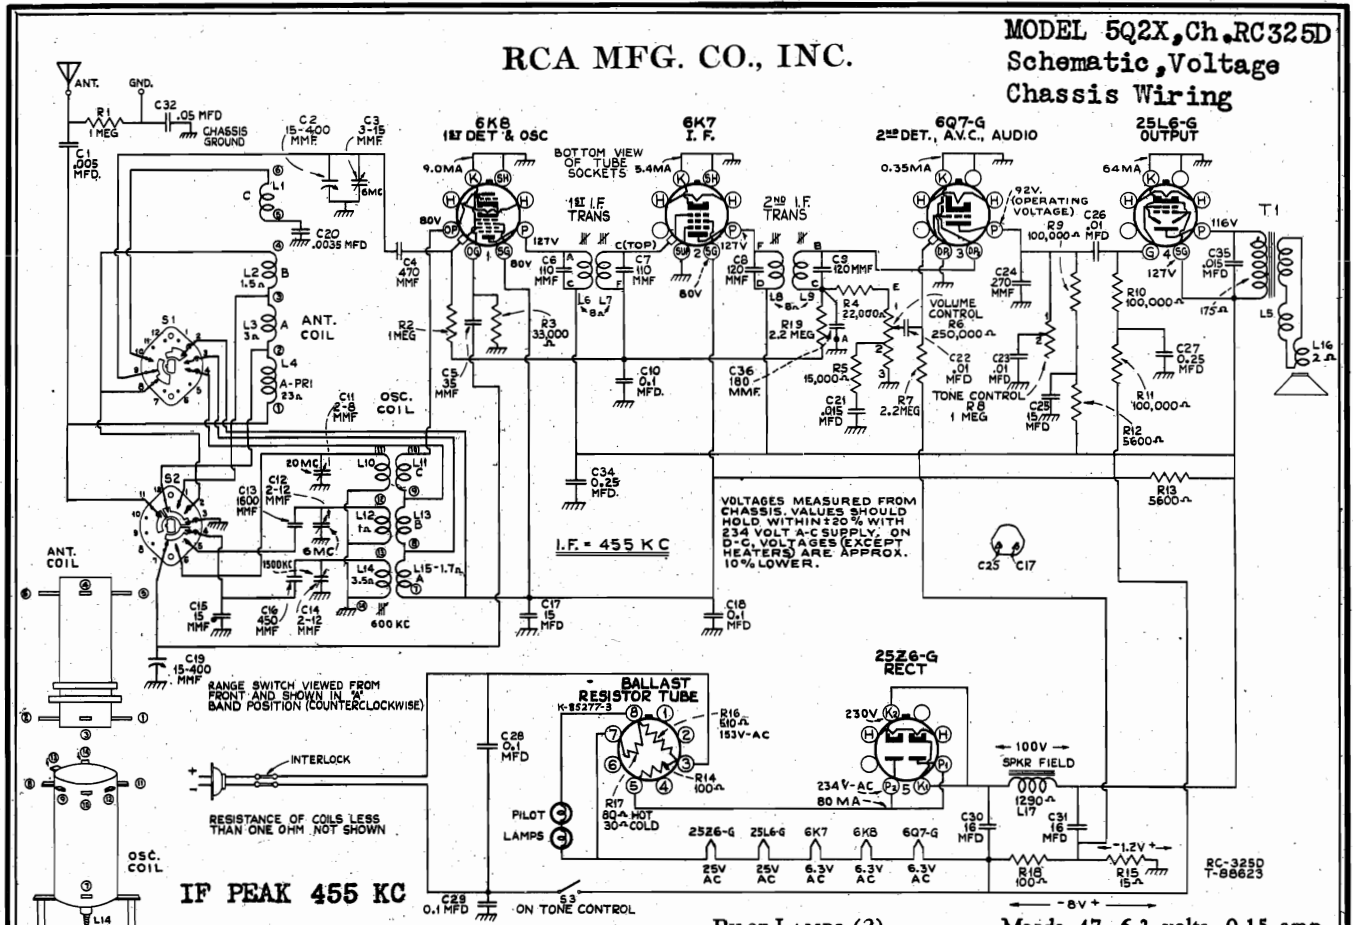 RCA MFG. CO., INC.
MODEL 5Q2X,Ch.RC325D
Schematic,Voltage
Chassis Wiring
ANT.
GND.
R1
1 MEG
C32
.05 MFD
CHASSIS
GROUND
C1
.005
MFD.
C2
15-400
MMF.
C3
3-15
MMF.
6MC
6K8
1ST DET & OSC
9.0MA
BOTTOM VIEW
OF TUBE
SOCKETS
6K7
I.F.
5.4MA
6Q7-G
2ND DET., A.V.C., AUDIO
0.35MA
25L6-G
OUTPUT
64MA
92V.
(OPERATING
VOLTAGE)
L1
C
C20
.0035 MFD
L2
1.5Ω
B
L3
3Ω
A
ANT.
COIL
L4
A-PRI
23Ω
S1
C4
470
MMF
80V
127V
80V
1ST I.F.
TRANS
C6
110
MMF
C(TOP)
C7
110
MMF
L6
L7
8Ω
R2
1MEG
C5
35
MMF
R3
33,000
Ω
127V
80V
2ND I.F.
TRANS
C8
120
MMF
C9
120MMF
L8
L9
8Ω
R19
2.2 MEG
R4
22,000Ω
C36
180
MMF.
R5
15,000Ω
C21
.015
MFD
VOLUME
CONTROL
R6
250,000Ω
C22
.01
MFD
R7
2.2MEG
C24
270
MMF
C23
.01
MFD
TONE CONTROL
R8
1 MEG
R9
100,000Ω
C26
.01
MFD
C25
15
MFD
R10
100,000Ω
R11
100,000Ω
R12
5600Ω
C27
0.25
MFD
127V
116V
C35
.015
MFD
175Ω
T1
L5
L16
2Ω
C10
0.1
MFD.
C34
0.25
MFD.
R13
5600Ω
I.F. = 455 KC
VOLTAGES MEASURED FROM
CHASSIS. VALUES SHOULD
HOLD WITHIN ±20% WITH
234 VOLT A-C SUPPLY. ON
D-C, VOLTAGES (EXCEPT
HEATERS) ARE APPROX.
10% LOWER.
C25
C17
OSC.
COIL
C11
2-8
MMF
20MC
C12
2-12
MMF
C13
1600
MMF
6MC
1500KC
C15
15
MMF
C16
450
MMF
C14
2-12
MMF
600 KC
L10
L11
C
L12
1Ω
L13
B
L14
3.5Ω
L15-1.7Ω
A
S2
C19
15-400
MMF
C17
15
MFD
C18
0.1
MFD
RANGE SWITCH VIEWED FROM
FRONT AND SHOWN IN "A"
BAND POSITION (COUNTERCLOCKWISE)
ANT.
COIL
OSC.
COIL
L14
INTERLOCK
RESISTANCE OF COILS LESS
THAN ONE OHM NOT SHOWN
IF PEAK 455 KC
C28
0.1
MFD
C29
0.1 MFD
S3
ON TONE CONTROL
BALLAST
RESISTOR TUBE
K-85277-3
R16
510Ω
153V-AC
R14
100Ω
R17
80Ω HOT
30Ω COLD
PILOT
LAMPS
25Z6-G
RECT
230V
234V-AC
80 MA
25Z6-G
25L6-G
6K7
6K8
6Q7-G
25V
AC
25V
AC
6.3V
AC
6.3V
AC
6.3V
AC
100V
SPKR FIELD
1290Ω
L17
C30
16
MFD
C31
16
MFD
R18
100Ω
R15
15Ω
-1.2V+
-8V+
RC-325D
T-88623